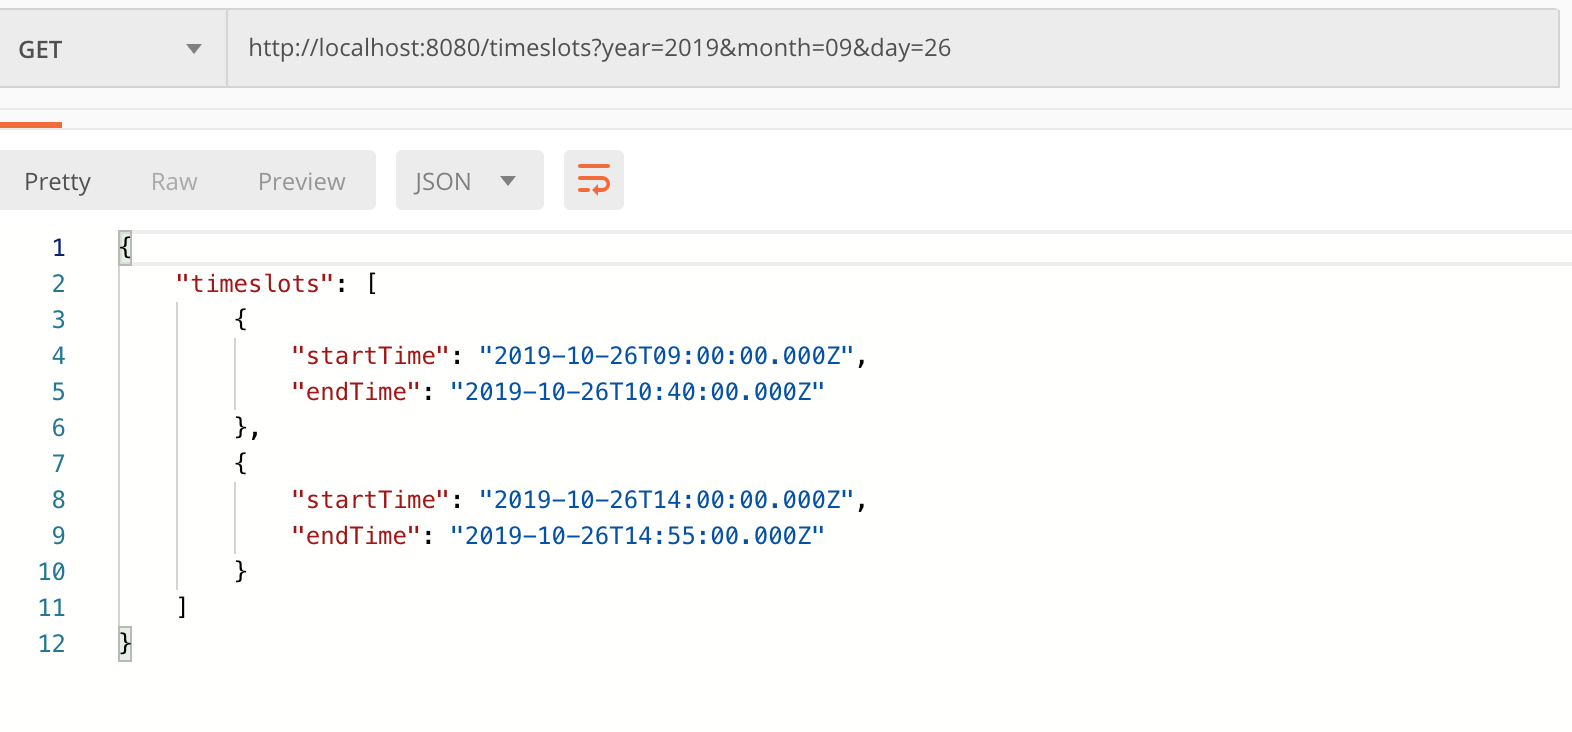 GET http://localhost:8080/timeslots?year=2019&month=09&day=26
Pretty Raw Preview JSON
1 {
2 "timeslots": [
3 {
4 "startTime": "2019-10-26T09:00:00.000Z",
5 "endTime": "2019-10-26T10:40:00.000Z"
6 },
7 {
8 "startTime": "2019-10-26T14:00:00.000Z",
9 "endTime": "2019-10-26T14:55:00.000Z"
10 }
11 ]
12 }